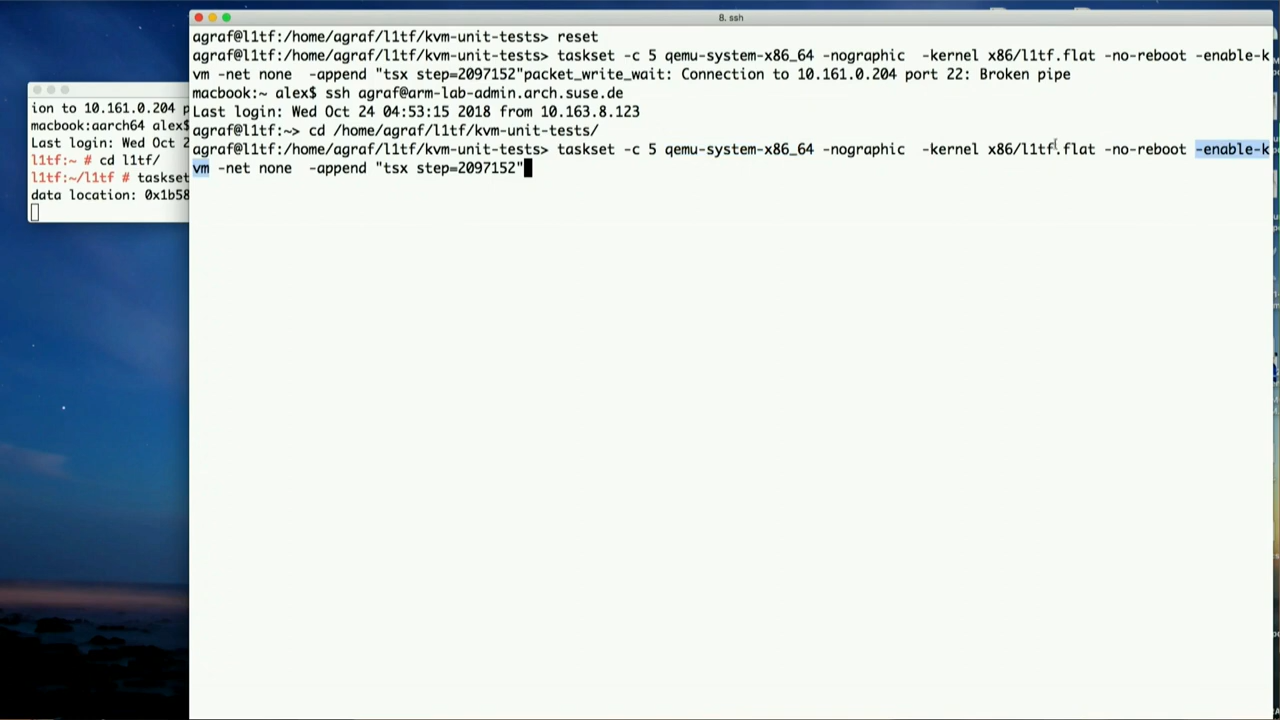 8. ssh
agraf@l1tf:/home/agraf/l1tf/kvm-unit-tests> reset
agraf@l1tf:/home/agraf/l1tf/kvm-unit-tests> taskset -c 5 qemu-system-x86_64 -nographic  -kernel x86/l1tf.flat -no-reboot -enable-k
vm -net none  -append "tsx step=2097152"packet_write_wait: Connection to 10.161.0.204 port 22: Broken pipe
macbook:~ alex$ ssh agraf@arm-lab-admin.arch.suse.de
Last login: Wed Oct 24 04:53:15 2018 from 10.163.8.123
agraf@l1tf:~> cd /home/agraf/l1tf/kvm-unit-tests/
agraf@l1tf:/home/agraf/l1tf/kvm-unit-tests> taskset -c 5 qemu-system-x86_64 -nographic  -kernel x86/l1tf.flat -no-reboot -enable-k
vm -net none  -append "tsx step=2097152"
ion to 10.161.0.204 p
macbook:aarch64 alex$
Last login: Wed Oct 2
l1tf:~ # cd l1tf/
l1tf:~/l1tf # taskset
data location: 0x1b58